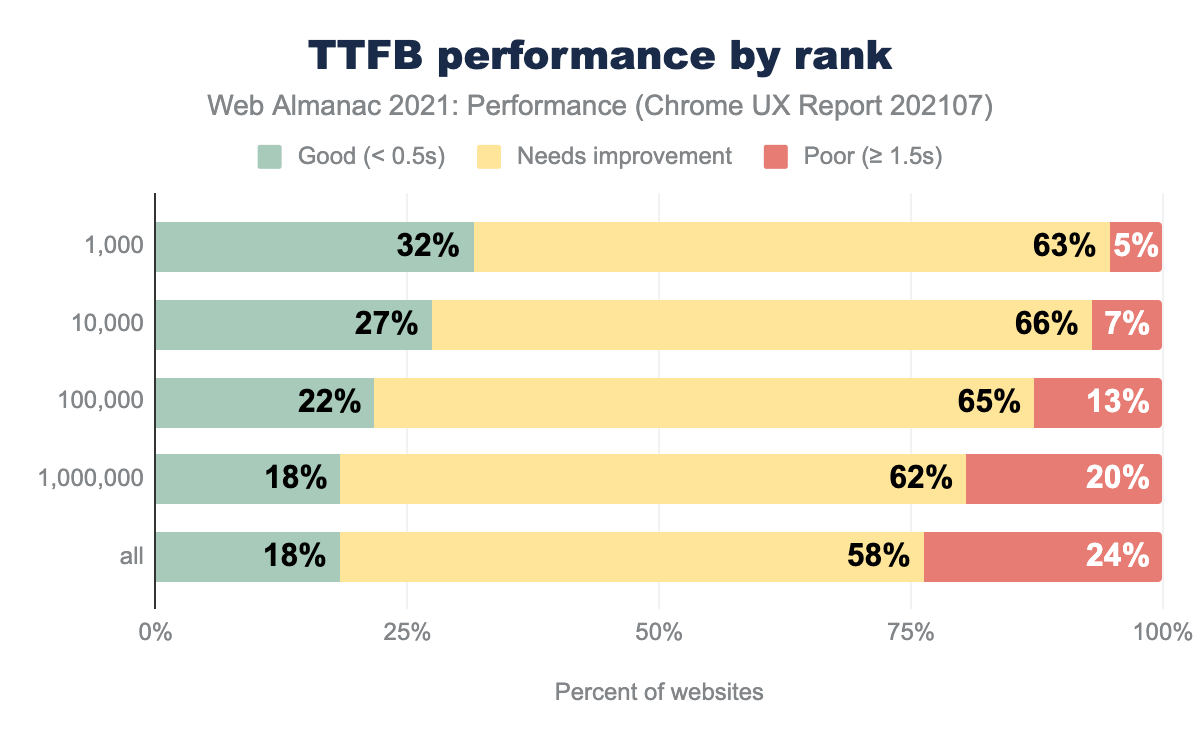 TTFB performance by rank
Web Almanac 2021: Performance (Chrome UX Report 202107)
Good (< 0.5s) Needs improvement Poor (≥ 1.5s)
1,000 32% 63% 5%
10,000 27% 66% 7%
100,000 22% 65% 13%
1,000,000 18% 62% 20%
all 18% 58% 24%
0% 25% 50% 75% 100%
Percent of websites